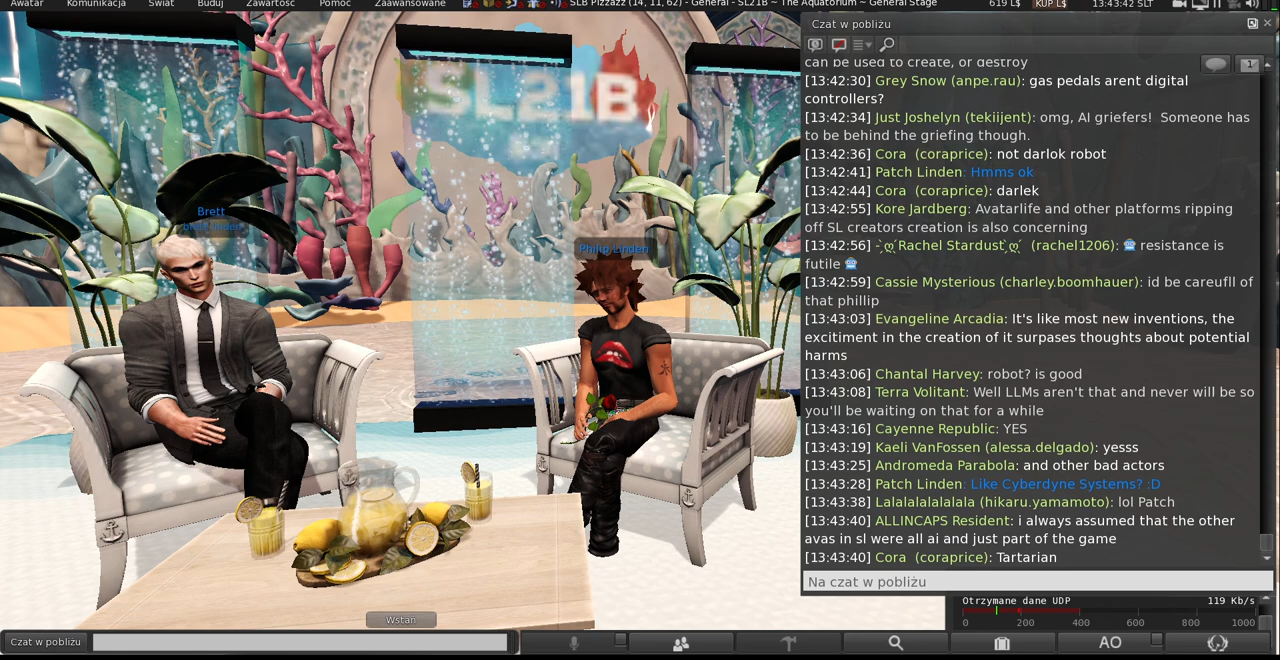 Awatar Komunikacja Świat Buduj Zawartość Pomoc Zaawansowane SLB Pizzazz (14, 11, 62) - General - SL21B ~ The Aquatorium ~ General Stage 619 L$ KUP L$ 13:43:42 SLT
Czat w pobliżu
SL21B
can be used to create, or destroy
1
[13:42:30] Grey Snow (anpe.rau): gas pedals arent digital
controllers?
[13:42:34] Just Joshelyn (tekiijent): omg, AI griefers! Someone has
to be behind the griefing though.
[13:42:36] Cora (coraprice): not darlok robot
[13:42:41] Patch Linden: Hmms ok
[13:42:44] Cora (coraprice): darlek
[13:42:55] Kore Jardberg: Avatarlife and other platforms ripping
off SL creators creation is also concerning
[13:42:56] Rachel Stardust (rachel1206): 🤖 resistance is
futile 🤖
[13:42:59] Cassie Mysterious (charley.boomhauer): id be carefull of
that phillip
[13:43:03] Evangeline Arcadia: It's like most new inventions, the
excitiment in the creation of it surpases thoughts about potential
harms
[13:43:06] Chantal Harvey: robot? is good
[13:43:08] Terra Volitant: Well LLMs aren't that and never will be so
you'll be waiting on that for a while
[13:43:16] Cayenne Republic: YES
[13:43:19] Kaeli VanFossen (alessa.delgado): yesss
[13:43:25] Andromeda Parabola: and other bad actors
[13:43:28] Patch Linden: Like Cyberdyne Systems? :D
[13:43:38] Lalalalalalalala (hikaru.yamamoto): lol Patch
[13:43:40] ALLINCAPS Resident: i always assumed that the other
avas in sl were all ai and just part of the game
[13:43:40] Cora (coraprice): Tartarian
Na czat w pobliżu
Brett
Philip Linden
Wstań
Otrzymane dane UDP 119 Kb/s
0 200 400 600 800 1000
Czat w pobliżu
AO